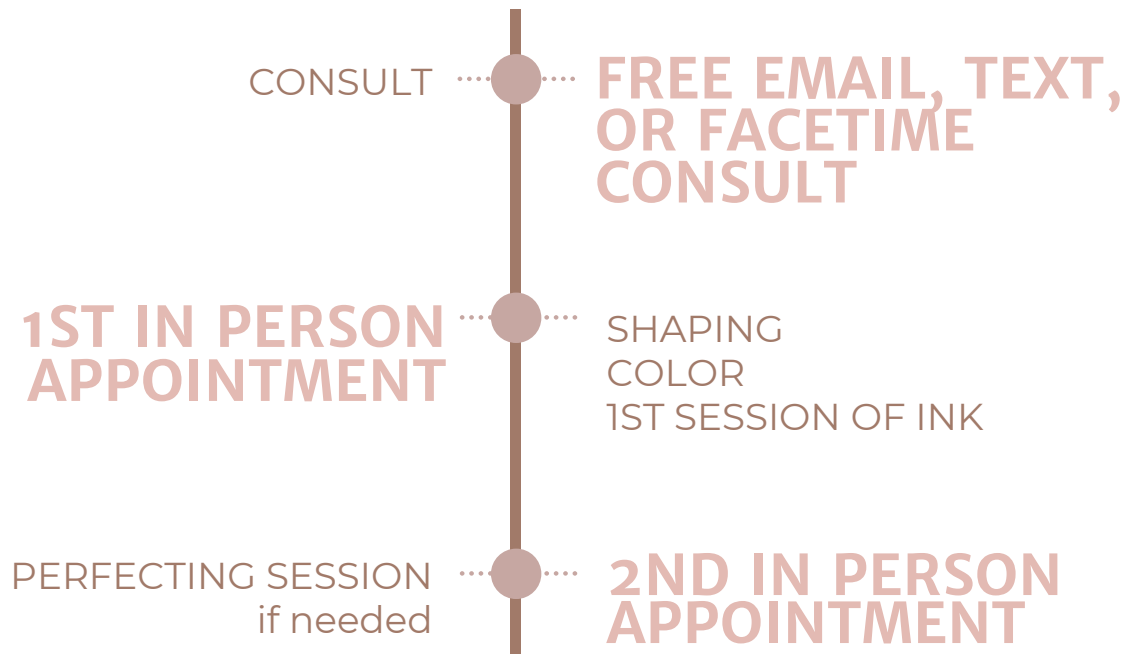 CONSULT
FREE EMAIL, TEXT,
OR FACETIME
CONSULT
1ST IN PERSON
APPOINTMENT
SHAPING
COLOR
1ST SESSION OF INK
PERFECTING SESSION
if needed
2ND IN PERSON
APPOINTMENT